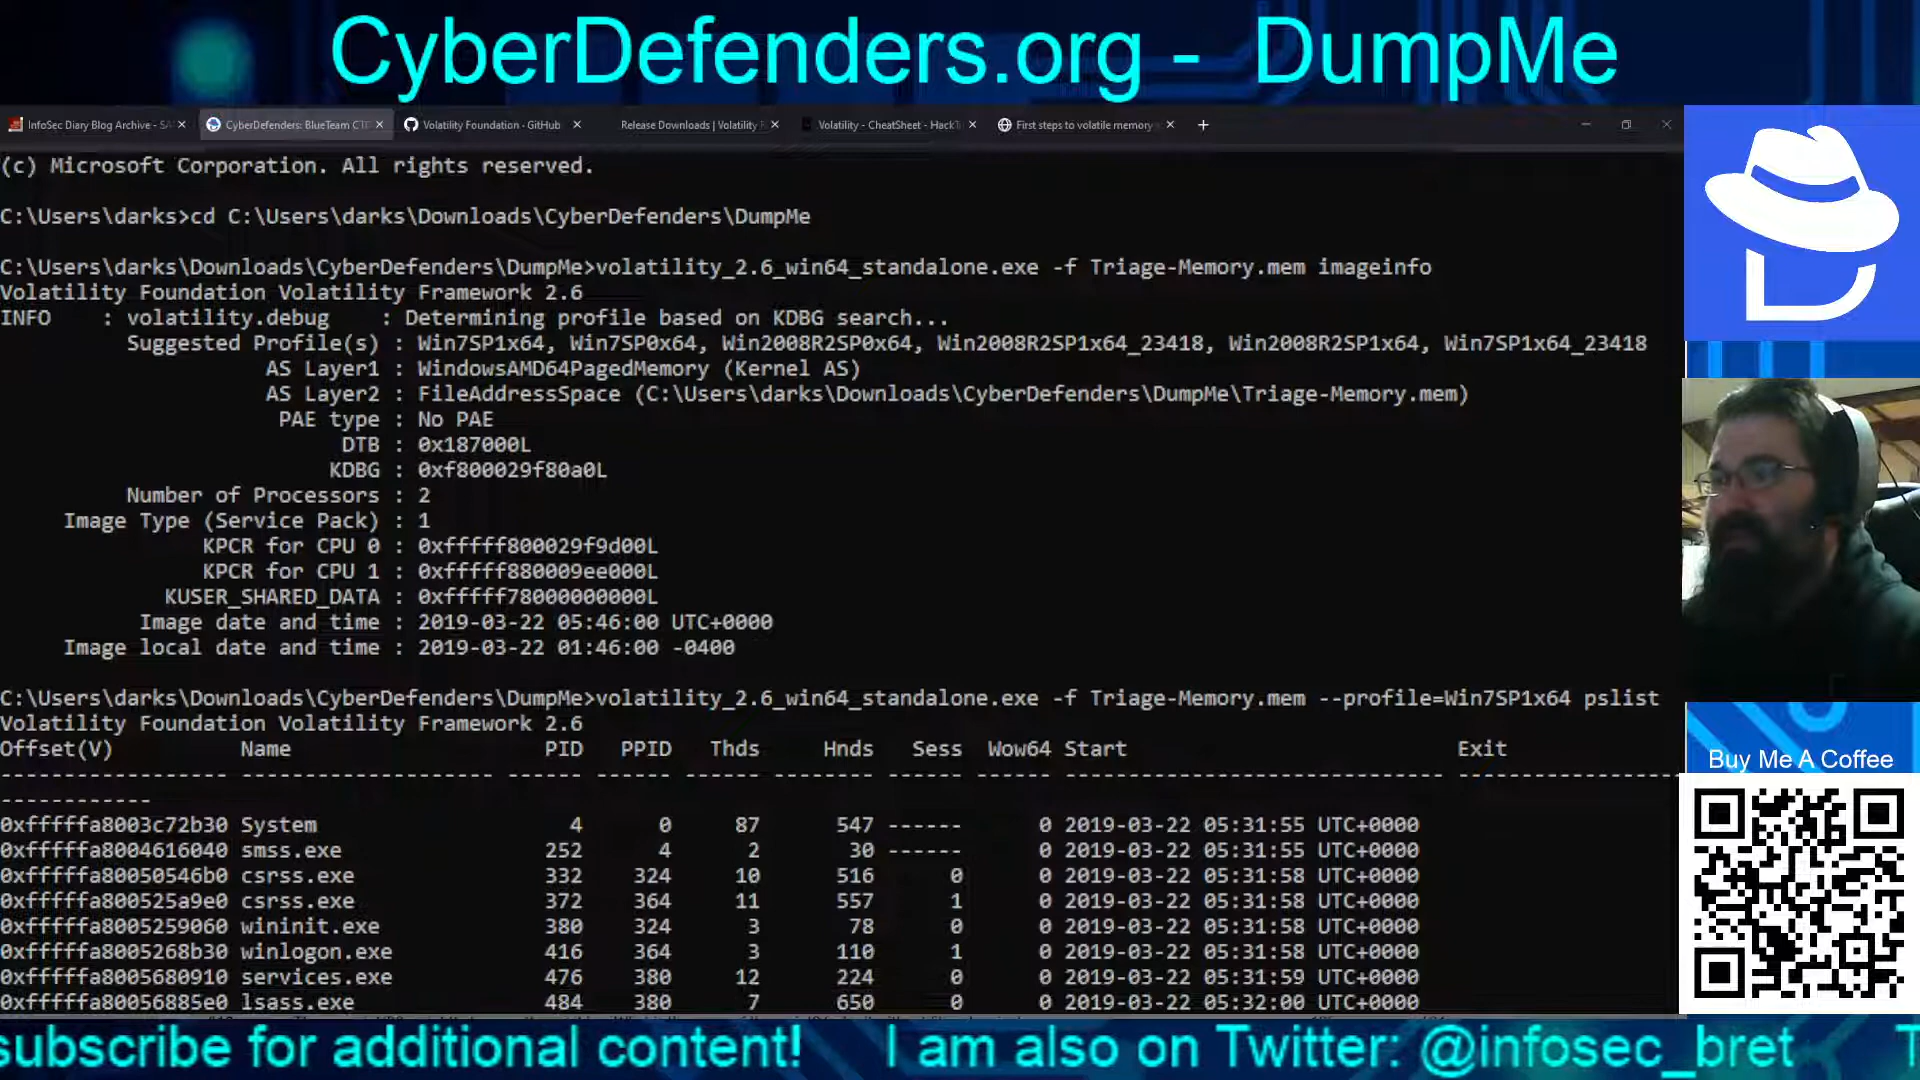 CyberDefenders.org - DumpMe
InfoSec Diary Blog Archive - SA
CyberDefenders: BlueTeam CT
Volatility Foundation · GitHub
Release Downloads | Volatility F
Volatility - CheatSheet - HackT
First steps to volatile memory
(c) Microsoft Corporation. All rights reserved.
C:\Users\darks>cd C:\Users\darks\Downloads\CyberDefenders\DumpMe
C:\Users\darks\Downloads\CyberDefenders\DumpMe>volatility_2.6_win64_standalone.exe -f Triage-Memory.mem imageinfo
Volatility Foundation Volatility Framework 2.6
INFO    : volatility.debug    : Determining profile based on KDBG search...
Suggested Profile(s) : Win7SP1x64, Win7SP0x64, Win2008R2SP0x64, Win2008R2SP1x64_23418, Win2008R2SP1x64, Win7SP1x64_23418
AS Layer1 : WindowsAMD64PagedMemory (Kernel AS)
AS Layer2 : FileAddressSpace (C:\Users\darks\Downloads\CyberDefenders\DumpMe\Triage-Memory.mem)
PAE type : No PAE
DTB : 0x187000L
KDBG : 0xf800029f80a0L
Number of Processors : 2
Image Type (Service Pack) : 1
KPCR for CPU 0 : 0xfffff800029f9d00L
KPCR for CPU 1 : 0xfffff880009ee000L
KUSER_SHARED_DATA : 0xfffff78000000000L
Image date and time : 2019-03-22 05:46:00 UTC+0000
Image local date and time : 2019-03-22 01:46:00 -0400
C:\Users\darks\Downloads\CyberDefenders\DumpMe>volatility_2.6_win64_standalone.exe -f Triage-Memory.mem --profile=Win7SP1x64 pslist
Volatility Foundation Volatility Framework 2.6
Offset(V) Name PID PPID Thds Hnds Sess Wow64 Start Exit
------------------ -------------------- ------ ------ ------ -------- ------ ------ ------------------------------ ------------------
------------
0xfffffa8003c72b30 System 4 0 87 547 ------ 0 2019-03-22 05:31:55 UTC+0000
0xfffffa8004616040 smss.exe 252 4 2 30 ------ 0 2019-03-22 05:31:55 UTC+0000
0xfffffa80050546b0 csrss.exe 332 324 10 516 0 0 2019-03-22 05:31:58 UTC+0000
0xfffffa800525a9e0 csrss.exe 372 364 11 557 1 0 2019-03-22 05:31:58 UTC+0000
0xfffffa8005259060 wininit.exe 380 324 3 78 0 0 2019-03-22 05:31:58 UTC+0000
0xfffffa8005268b30 winlogon.exe 416 364 3 110 1 0 2019-03-22 05:31:58 UTC+0000
0xfffffa8005680910 services.exe 476 380 12 224 0 0 2019-03-22 05:31:59 UTC+0000
0xfffffa80056885e0 lsass.exe 484 380 7 650 0 0 2019-03-22 05:32:00 UTC+0000
Buy Me A Coffee
subscribe for additional content! I am also on Twitter: @infosec_bret